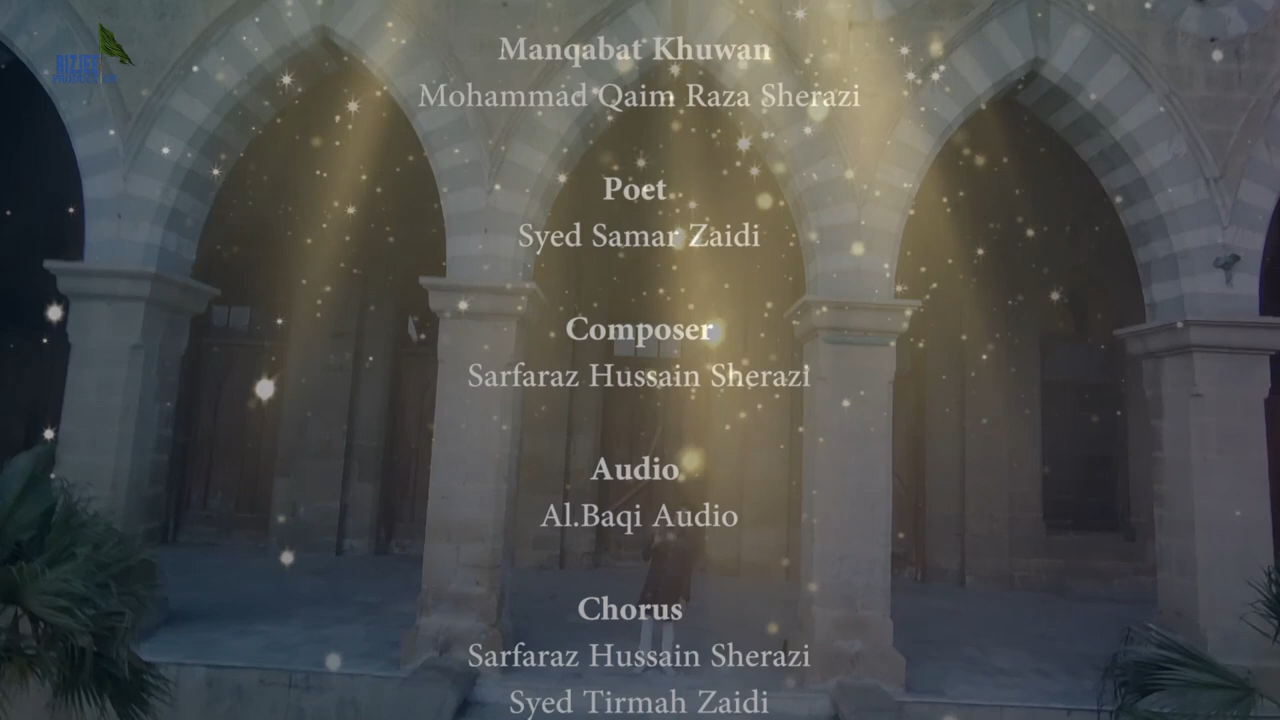 Manqabat Khuwan
Mohammad Qaim Raza Sherazi
Poet
Syed Samar Zaidi
Composer
Sarfaraz Hussain Sherazi
Audio
Al.Baqi Audio
Chorus
Sarfaraz Hussain Sherazi
Syed Tirmah Zaidi